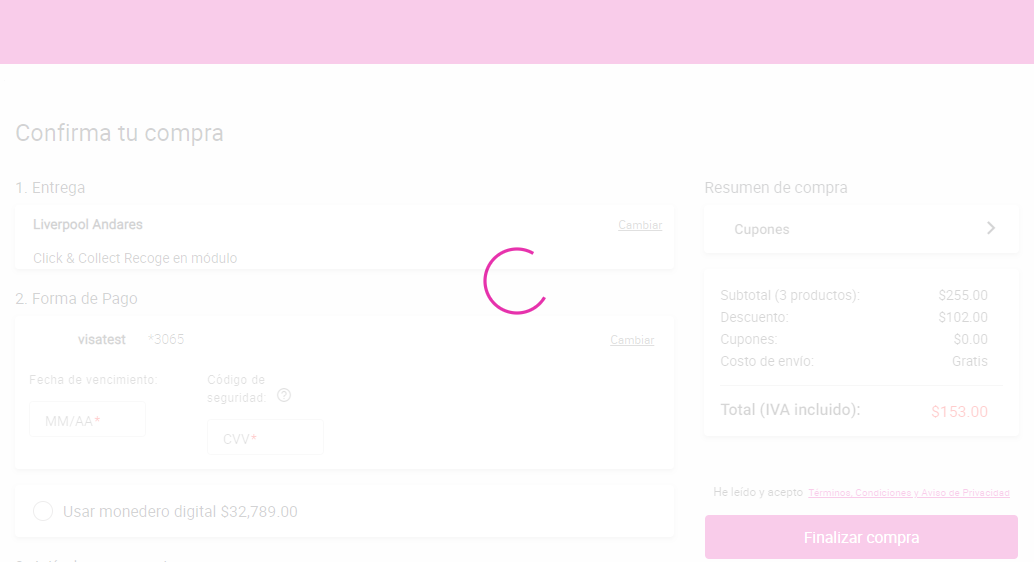 Confirma tu compra
1. Entrega
Liverpool Andares
Cambiar
Click & Collect Recoge en módulo
2. Forma de Pago
visatest *3065
Cambiar
Fecha de vencimiento:
MM/AA*
Código de
seguridad:
?
CVV*
Usar monedero digital $32,789.00
Resumen de compra
Cupones
Subtotal (3 productos): $255.00
Descuento: $102.00
Cupones: $0.00
Costo de envío: Gratis
Total (IVA incluido): $153.00
He leído y acepto Términos, Condiciones y Aviso de Privacidad
Finalizar compra